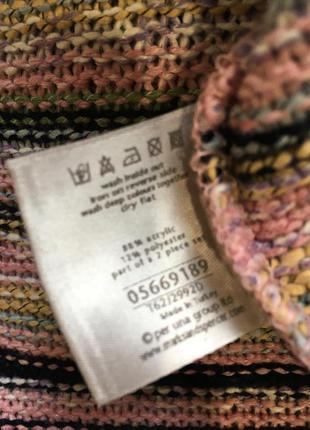 wash inside out
iron on reverse side
wash deep colours together
dry flat
88% acrylic
12% polyester
part of a 2 piece set
05669189
T62/2992D
Made in Turkey
© per una group ltd
www.marksandspencer.com